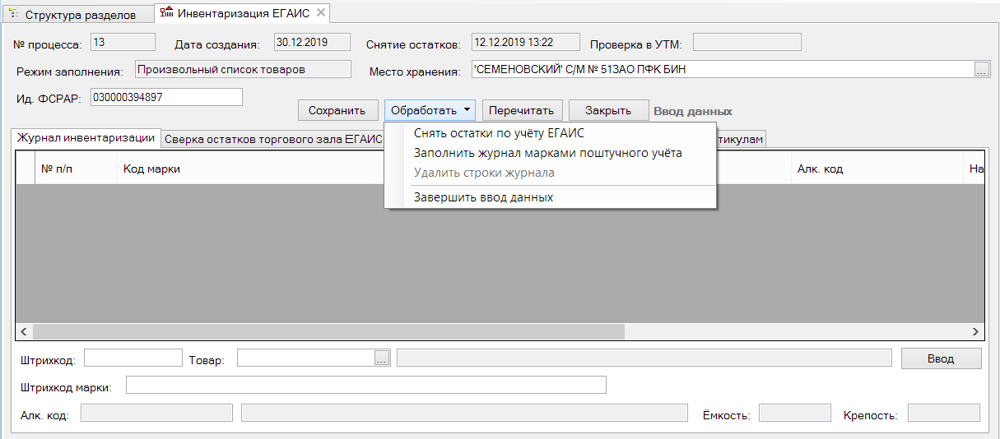 Структура разделов
Инвентаризация ЕГАИС
№ процесса: 13 Дата создания: 30.12.2019 Снятие остатков: 12.12.2019 13:22 Проверка в УТМ:
Режим заполнения: Произвольный список товаров Место хранения: 'СЕМЕНОВСКИЙ' С/М № 513АО ПФК БИН ...
Ид. ФСРАР: 030000394897
Сохранить Обработать Перечитать Закрыть Ввод данных
Журнал инвентаризации Сверка остатков торгового зала ЕГАИС тикулам
Снять остатки по учёту ЕГАИС
Заполнить журнал марками поштучного учёта
Удалить строки журнала
Завершить ввод данных
№ п/п Код марки Алк. код На
Штрихкод: Товар: ... Ввод
Штрихкод марки:
Алк. код: Ёмкость: Крепость: